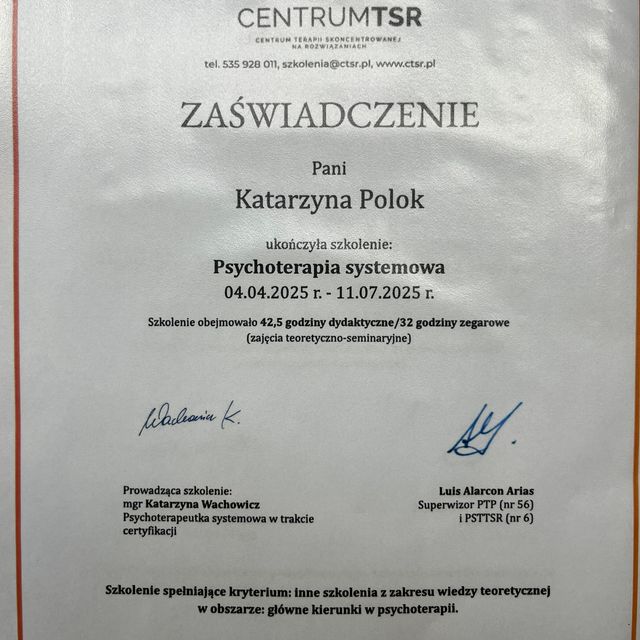 CENTRUMTSR
CENTRUM TERAPII SKONCENTROWANEJ
NA ROZWIĄZANIACH
tel. 535 928 011, szkolenia@ctsr.pl, www.ctsr.pl
ZAŚWIADCZENIE
Pani
Katarzyna Polok
ukończyła szkolenie:
Psychoterapia systemowa
04.04.2025 r. - 11.07.2025 r.
Szkolenie obejmowało 42,5 godziny dydaktyczne/32 godziny zegarowe
(zajęcia teoretyczno-seminaryjne)
Wachowicz K.
Prowadząca szkolenie:
mgr Katarzyna Wachowicz
Psychoterapeutka systemowa w trakcie
certyfikacji
Luis Alarcon Arias
Superwizor PTP (nr 56)
i PSTTSR (nr 6)
Szkolenie spełniające kryterium: inne szkolenia z zakresu wiedzy teoretycznej
w obszarze: główne kierunki w psychoterapii.